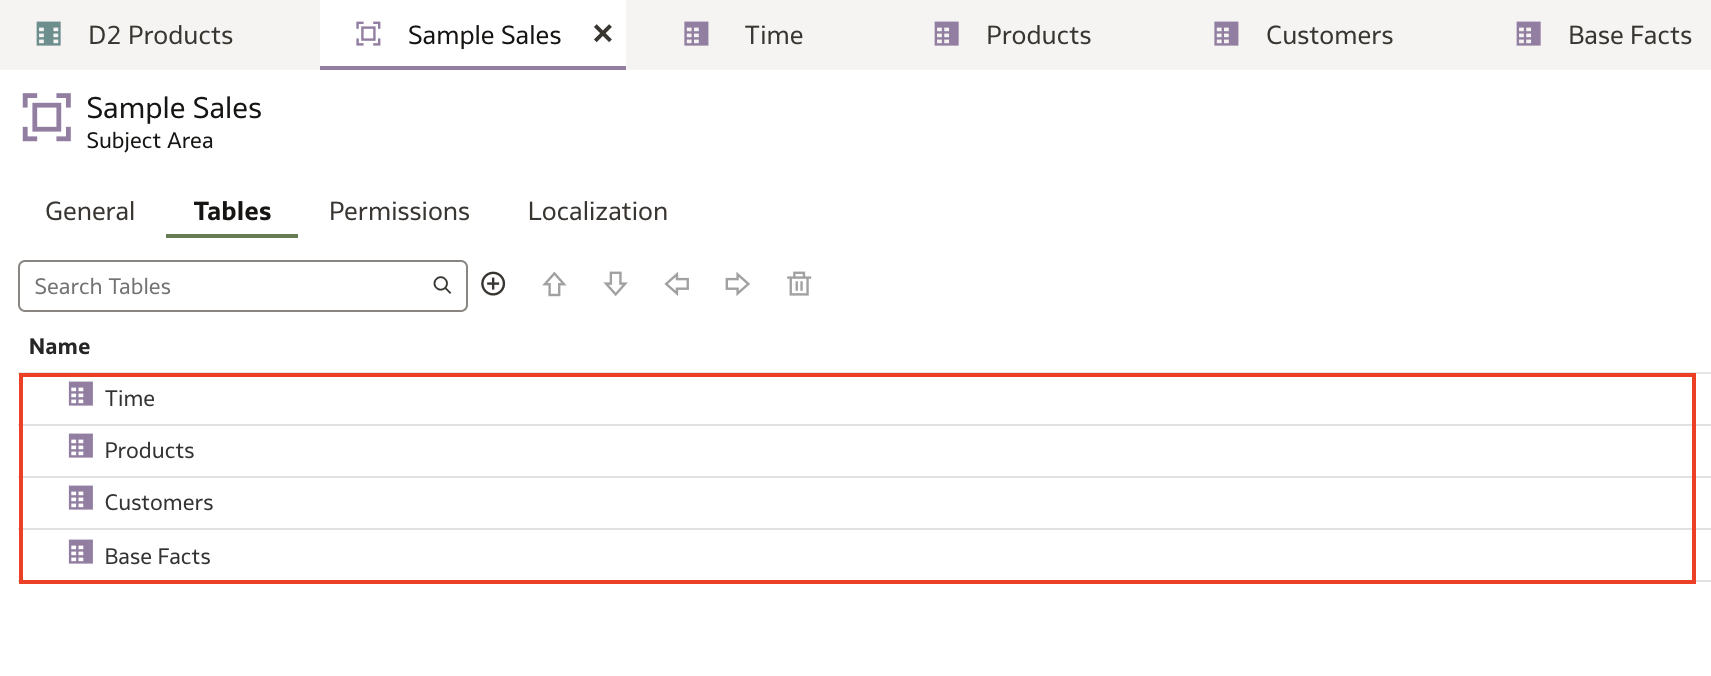 D2 Products Sample Sales Time Products Customers Base Facts
Sample Sales
Subject Area
General Tables Permissions Localization
Search Tables
Name
Time
Products
Customers
Base Facts